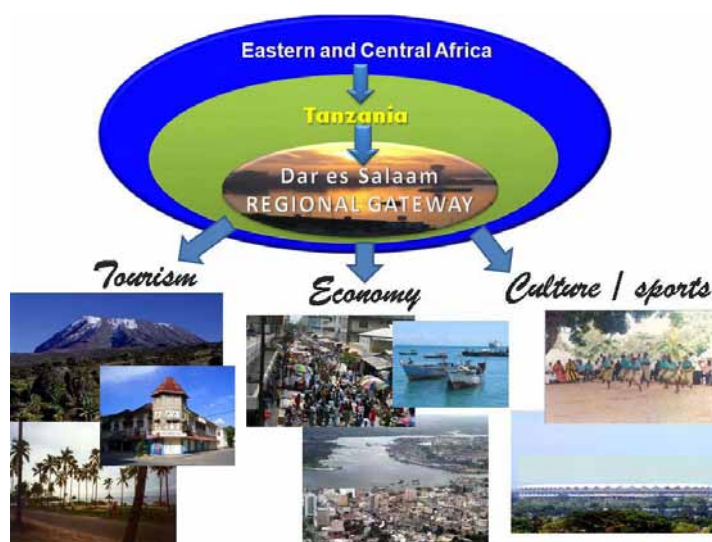 Eastern and Central Africa
Tanzania
Dar es Salaam
REGIONAL GATEWAY
Tourism
Economy
Culture / sports